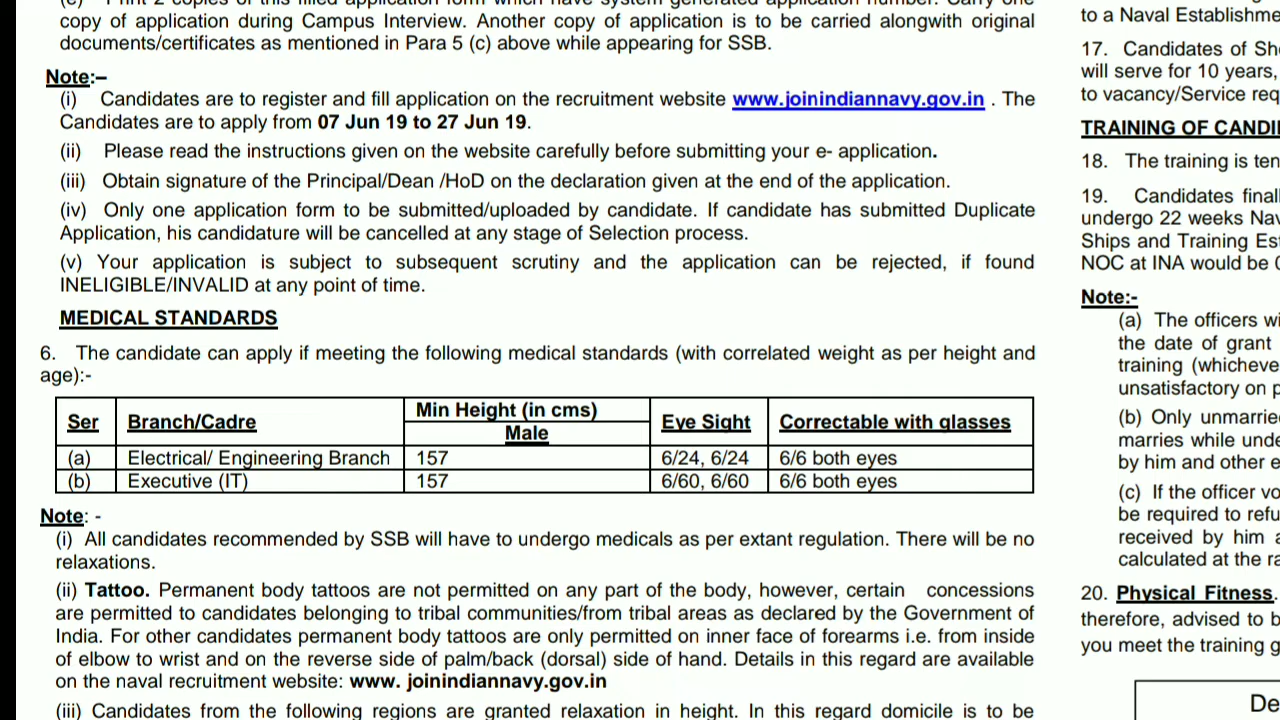 (e) Print 2 copies of this filled application form which have system generated application number. Carry one
copy of application during Campus Interview. Another copy of application is to be carried alongwith original
documents/certificates as mentioned in Para 5 (c) above while appearing for SSB.
Note:–
(i) Candidates are to register and fill application on the recruitment website www.joinindiannavy.gov.in . The
Candidates are to apply from 07 Jun 19 to 27 Jun 19.
(ii) Please read the instructions given on the website carefully before submitting your e- application.
(iii) Obtain signature of the Principal/Dean /HoD on the declaration given at the end of the application.
(iv) Only one application form to be submitted/uploaded by candidate. If candidate has submitted Duplicate
Application, his candidature will be cancelled at any stage of Selection process.
(v) Your application is subject to subsequent scrutiny and the application can be rejected, if found
INELIGIBLE/INVALID at any point of time.
MEDICAL STANDARDS
6. The candidate can apply if meeting the following medical standards (with correlated weight as per height and
age):-
Ser Branch/Cadre Min Height (in cms) Eye Sight Correctable with glasses
Male
(a) Electrical/ Engineering Branch 157 6/24, 6/24 6/6 both eyes
(b) Executive (IT) 157 6/60, 6/60 6/6 both eyes
Note: -
(i) All candidates recommended by SSB will have to undergo medicals as per extant regulation. There will be no
relaxations.
(ii) Tattoo. Permanent body tattoos are not permitted on any part of the body, however, certain concessions
are permitted to candidates belonging to tribal communities/from tribal areas as declared by the Government of
India. For other candidates permanent body tattoos are only permitted on inner face of forearms i.e. from inside
of elbow to wrist and on the reverse side of palm/back (dorsal) side of hand. Details in this regard are available
on the naval recruitment website: www. joinindiannavy.gov.in
(iii) Candidates from the following regions are granted relaxation in height. In this regard domicile is to be
to a Naval Establishme
17. Candidates of Sh
will serve for 10 years,
to vacancy/Service req
TRAINING OF CANDI
18. The training is ten
19. Candidates final
undergo 22 weeks Nav
Ships and Training Est
NOC at INA would be
Note:-
(a) The officers wi
the date of grant
training (whicheve
unsatisfactory on p
(b) Only unmarrie
marries while unde
by him and other e
(c) If the officer vo
be required to refu
received by him a
calculated at the ra
20. Physical Fitness.
therefore, advised to b
you meet the training g
De